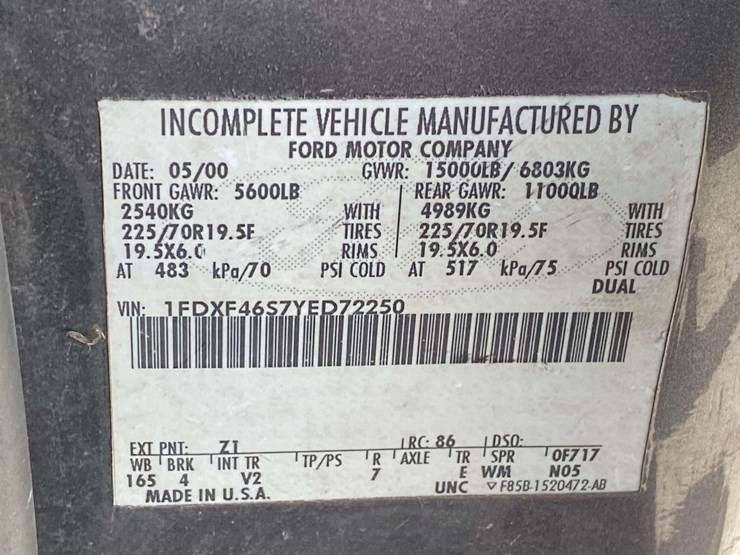 INCOMPLETE VEHICLE MANUFACTURED BY
FORD MOTOR COMPANY
DATE: 05/00 GVWR: 15000LB/ 6803KG
FRONT GAWR: 5600LB REAR GAWR: 11000LB
2540KG WITH 4989KG WITH
225/70R19.5F TIRES 225/70R19.5F TIRES
19.5X6.0 RIMS 19.5X6.0 RIMS
AT 483 kPa/70 PSI COLD AT 517 kPa/75 PSI COLD
DUAL
VIN: 1FDXF46S7YED72250
EXT PNT: Z1 RC: 86 DSO:
WB BRK INT TR TP/PS R AXLE TR SPR OF717
165 4 V2 7 E WM N05
MADE IN U.S.A. UNC ▽ F85B-1520472-AB